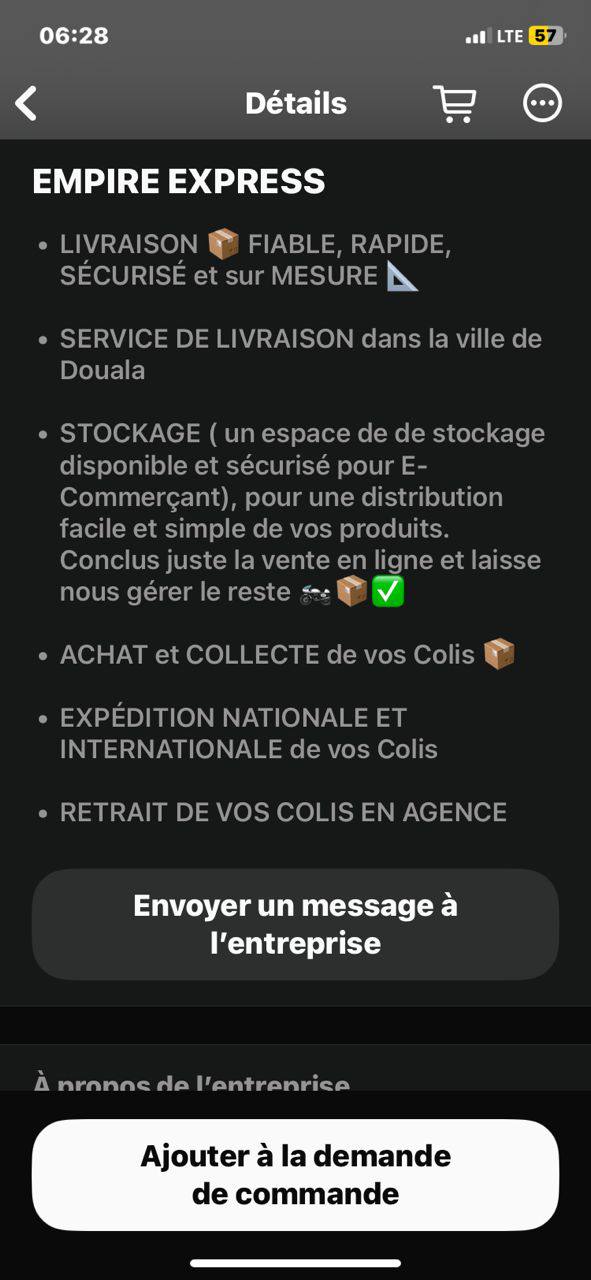 06:28
LTE 57
Détails
EMPIRE EXPRESS
• LIVRAISON 📦 FIABLE, RAPIDE,
SÉCURISÉ et sur MESURE 📐
• SERVICE DE LIVRAISON dans la ville de
Douala
• STOCKAGE ( un espace de de stockage
disponible et sécurisé pour E-
Commerçant), pour une distribution
facile et simple de vos produits.
Conclus juste la vente en ligne et laisse
nous gérer le reste 🏍️📦✅
• ACHAT et COLLECTE de vos Colis 📦
• EXPÉDITION NATIONALE ET
INTERNATIONALE de vos Colis
• RETRAIT DE VOS COLIS EN AGENCE
Envoyer un message à
l’entreprise
À propos de l’entreprise
Ajouter à la demande
de commande